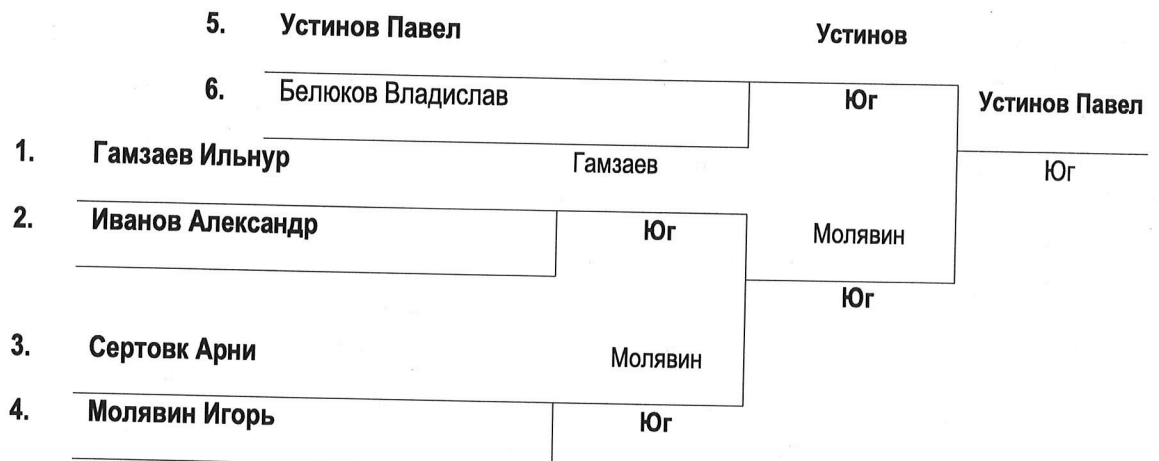 5. Устинов Павел Устинов
6. Белюков Владислав Юг Устинов Павел
1. Гамзаев Ильнур Гамзаев Юг
2. Иванов Александр Юг Молявин
Юг
3. Сертовк Арни Молявин
4. Молявин Игорь Юг